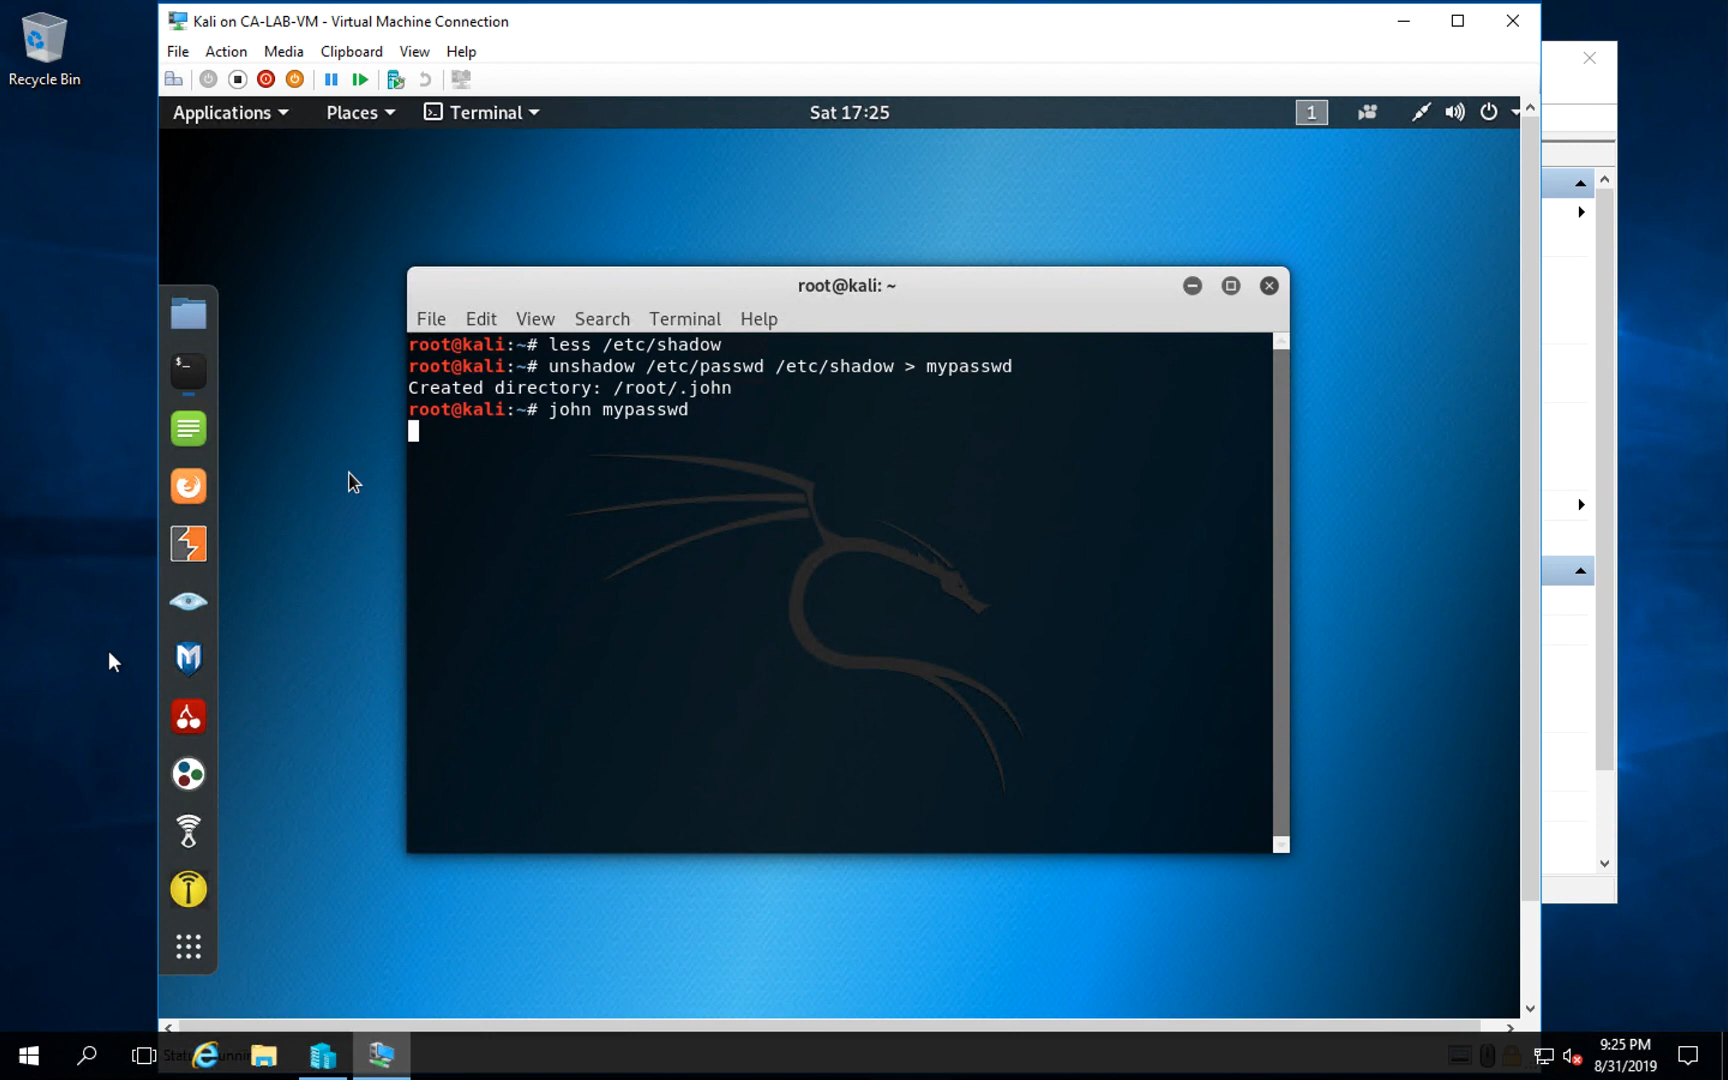 Recycle Bin
Kali on CA-LAB-VM - Virtual Machine Connection
File Action Media Clipboard View Help
Applications Places Terminal Sat 17:25 1
root@kali: ~
File Edit View Search Terminal Help
root@kali:~# less /etc/shadow
root@kali:~# unshadow /etc/passwd /etc/shadow > mypasswd
Created directory: /root/.john
root@kali:~# john mypasswd
9:25 PM
8/31/2019